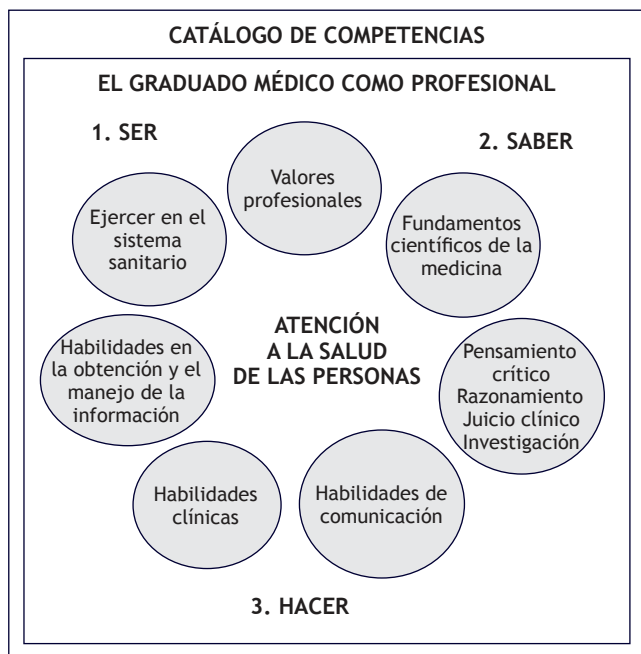 CATÁLOGO DE COMPETENCIAS
EL GRADUADO MÉDICO COMO PROFESIONAL
1. SER
2. SABER
Valores
profesionales
Ejercer en el
sistema
sanitario
Fundamentos
científicos de la
medicina
ATENCIÓN
A LA SALUD
DE LAS PERSONAS
Habilidades en
la obtención y el
manejo de la
información
Pensamiento
crítico
Razonamiento
Juicio clínico
Investigación
Habilidades
clínicas
Habilidades de
comunicación
3. HACER